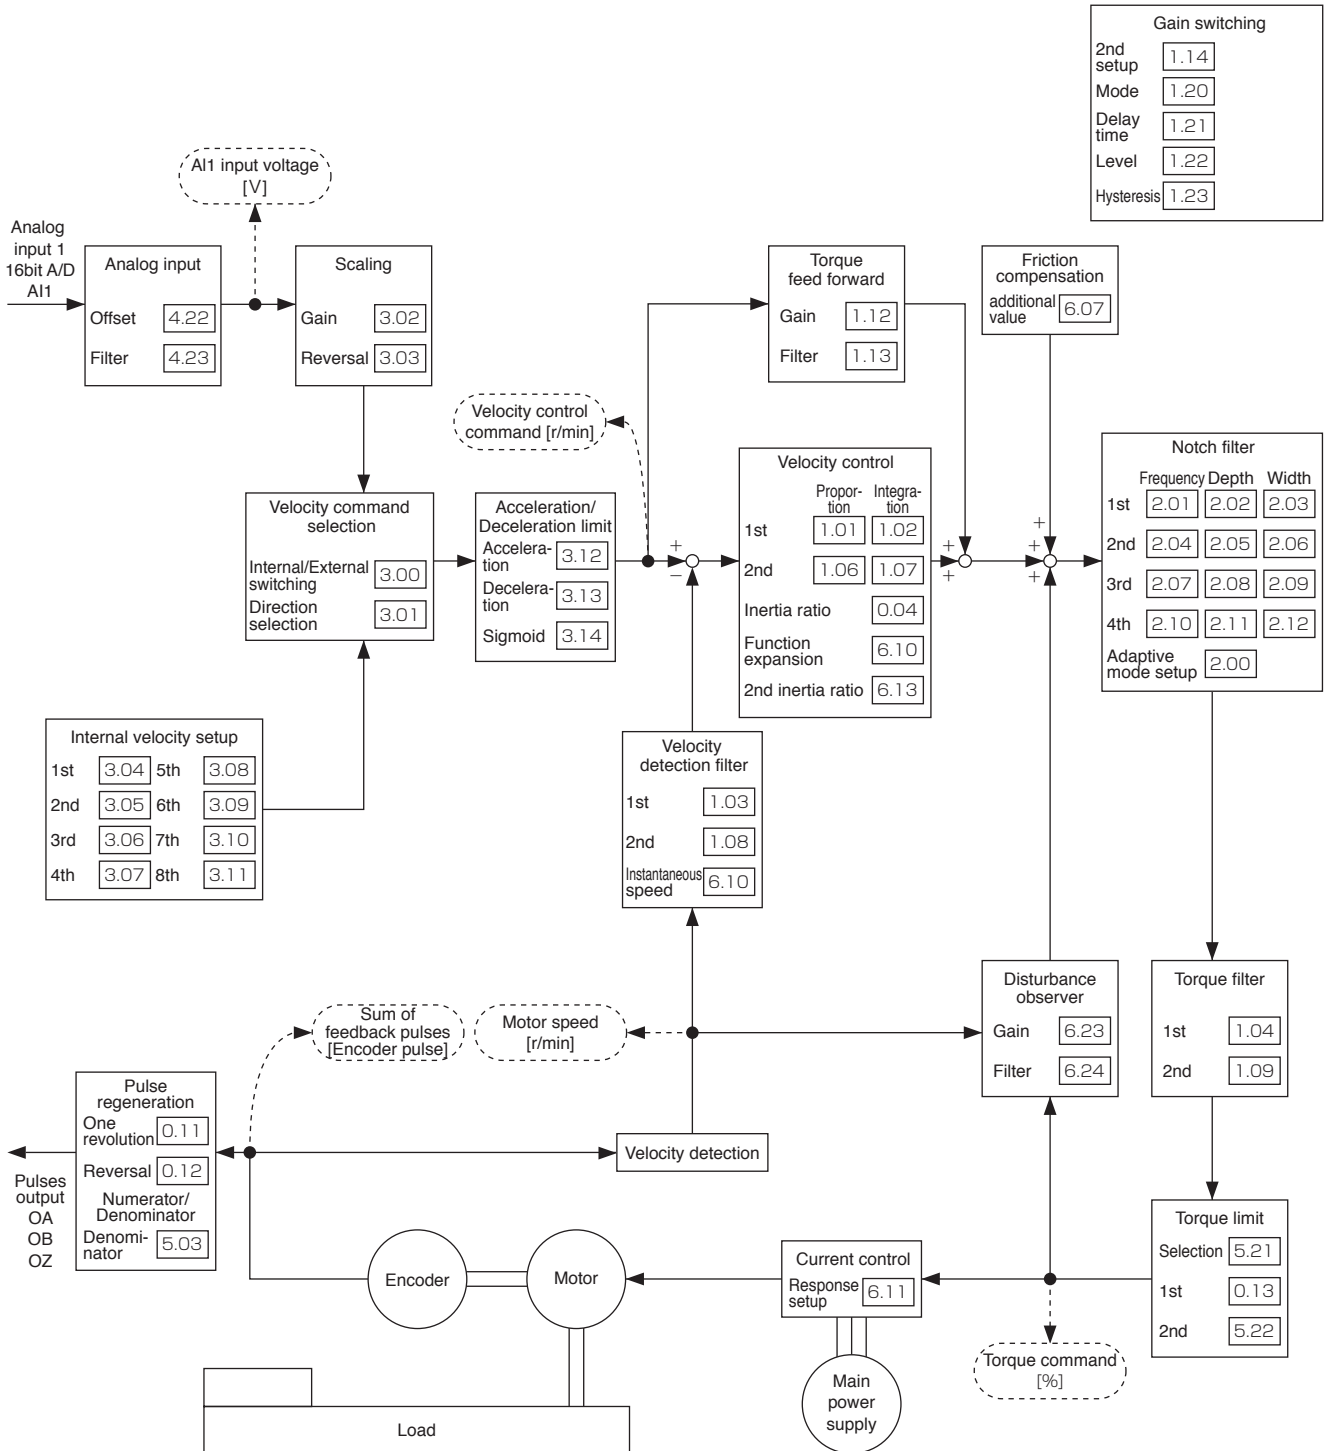 Gain switching
2nd
setup 1.14
Mode 1.20
Delay
time 1.21
Level 1.22
Hysteresis 1.23
AI1 input voltage
[V]
Analog
input 1
16bit A/D
AI1
Analog input
Offset 4.22
Filter 4.23
Scaling
Gain 3.02
Reversal 3.03
Torque
feed forward
Gain 1.12
Filter 1.13
Friction
compensation
additional
value 6.07
Velocity control
command [r/min]
Velocity command
selection
Internal/External
switching 3.00
Direction
selection 3.01
Acceleration/
Deceleration limit
Accelera-
tion 3.12
Decelera-
tion 3.13
Sigmoid 3.14
+
−
Velocity control
Propor-
tion
Integra-
tion
1st 1.01 1.02
2nd 1.06 1.07
Inertia ratio 0.04
Function
expansion 6.10
2nd inertia ratio 6.13
+
+
+
+
+
Notch filter
Frequency Depth Width
1st 2.01 2.02 2.03
2nd 2.04 2.05 2.06
3rd 2.07 2.08 2.09
4th 2.10 2.11 2.12
Adaptive
mode setup 2.00
Internal velocity setup
1st 3.04 5th 3.08
2nd 3.05 6th 3.09
3rd 3.06 7th 3.10
4th 3.07 8th 3.11
Velocity
detection filter
1st 1.03
2nd 1.08
Instantaneous
speed 6.10
Sum of
feedback pulses
[Encoder pulse]
Motor speed
[r/min]
Disturbance
observer
Gain 6.23
Filter 6.24
Torque filter
1st 1.04
2nd 1.09
Pulse
regeneration
One
revolution 0.11
Reversal 0.12
Numerator/
Denominator
Denomi-
nator 5.03
Pulses
output
OA
OB
OZ
Velocity detection
Encoder
Motor
Current control
Response
setup 6.11
Torque limit
Selection 5.21
1st 0.13
2nd 5.22
Torque command
[%]
Main
power
supply
Load